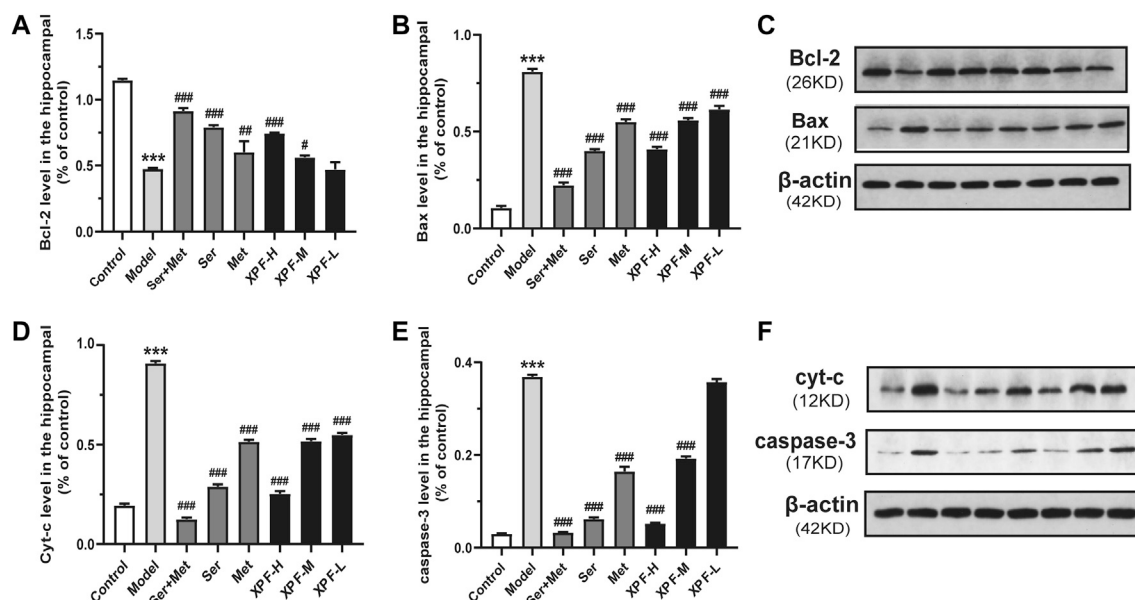 A
Bcl-2 level in the hippocampal
(% of control)
1.5
1.0
0.5
0.0
***
###
###
##
###
#
Control
Model
Ser+Met
Ser
Met
XPF-H
XPF-M
XPF-L
B
Bax level in the hippocampal
(% of control)
1.0
0.5
0.0
***
###
###
###
###
###
###
Control
Model
Ser+Met
Ser
Met
XPF-H
XPF-M
XPF-L
C
Bcl-2
(26KD)
Bax
(21KD)
β-actin
(42KD)
D
Cyt-c level in the hippocampal
(% of control)
1.0
0.5
0.0
***
###
###
###
###
###
###
Control
Model
Ser+Met
Ser
Met
XPF-H
XPF-M
XPF-L
E
caspase-3 level in the hippocampal
(% of control)
0.4
0.2
0.0
***
###
###
###
###
###
Control
Model
Ser+Met
Ser
Met
XPF-H
XPF-M
XPF-L
F
cyt-c
(12KD)
caspase-3
(17KD)
β-actin
(42KD)